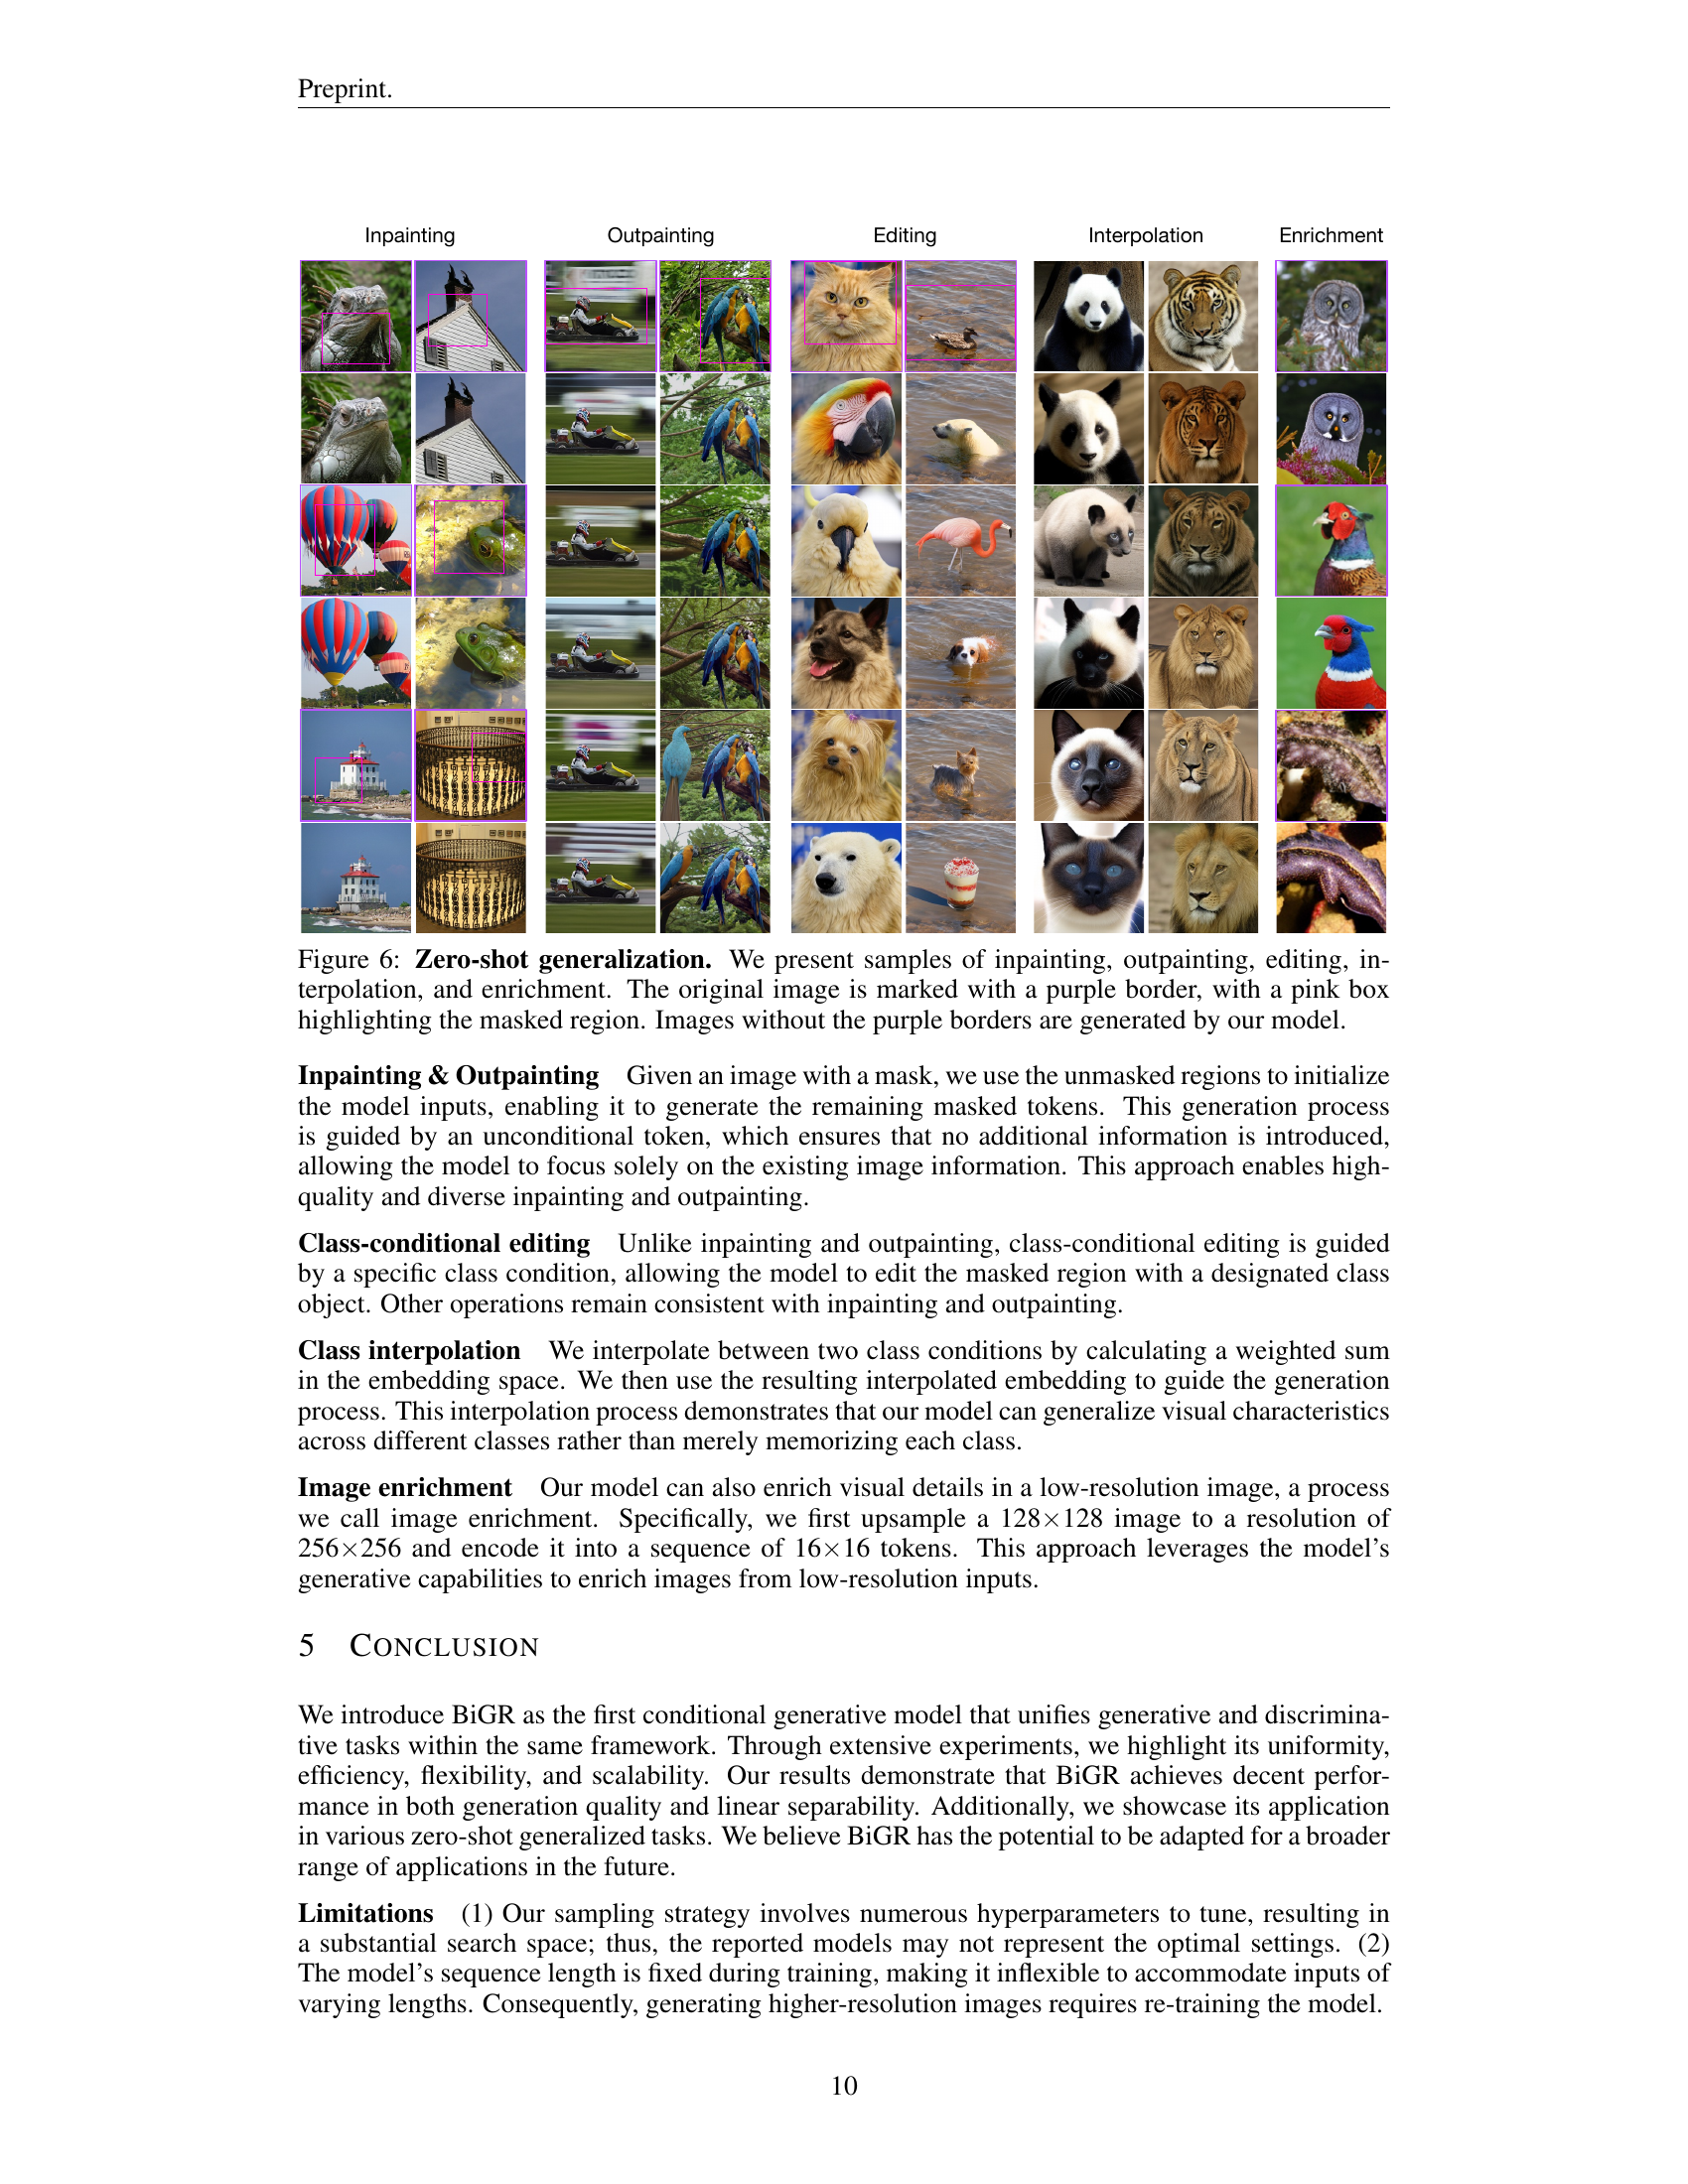 Preprint.
Inpainting Outpainting Editing Interpolation Enrichment
Figure 6: Zero-shot generalization. We present samples of inpainting, outpainting, editing, in-
terpolation, and enrichment. The original image is marked with a purple border, with a pink box
highlighting the masked region. Images without the purple borders are generated by our model.
Inpainting & Outpainting Given an image with a mask, we use the unmasked regions to initialize
the model inputs, enabling it to generate the remaining masked tokens. This generation process
is guided by an unconditional token, which ensures that no additional information is introduced,
allowing the model to focus solely on the existing image information. This approach enables high-
quality and diverse inpainting and outpainting.
Class-conditional editing Unlike inpainting and outpainting, class-conditional editing is guided
by a specific class condition, allowing the model to edit the masked region with a designated class
object. Other operations remain consistent with inpainting and outpainting.
Class interpolation We interpolate between two class conditions by calculating a weighted sum
in the embedding space. We then use the resulting interpolated embedding to guide the generation
process. This interpolation process demonstrates that our model can generalize visual characteristics
across different classes rather than merely memorizing each class.
Image enrichment Our model can also enrich visual details in a low-resolution image, a process
we call image enrichment. Specifically, we first upsample a 128×128 image to a resolution of
256×256 and encode it into a sequence of 16×16 tokens. This approach leverages the model's
generative capabilities to enrich images from low-resolution inputs.
5 CONCLUSION
We introduce BiGR as the first conditional generative model that unifies generative and discrimina-
tive tasks within the same framework. Through extensive experiments, we highlight its uniformity,
efficiency, flexibility, and scalability. Our results demonstrate that BiGR achieves decent perfor-
mance in both generation quality and linear separability. Additionally, we showcase its application
in various zero-shot generalized tasks. We believe BiGR has the potential to be adapted for a broader
range of applications in the future.
Limitations (1) Our sampling strategy involves numerous hyperparameters to tune, resulting in
a substantial search space; thus, the reported models may not represent the optimal settings. (2)
The model's sequence length is fixed during training, making it inflexible to accommodate inputs of
varying lengths. Consequently, generating higher-resolution images requires re-training the model.
10